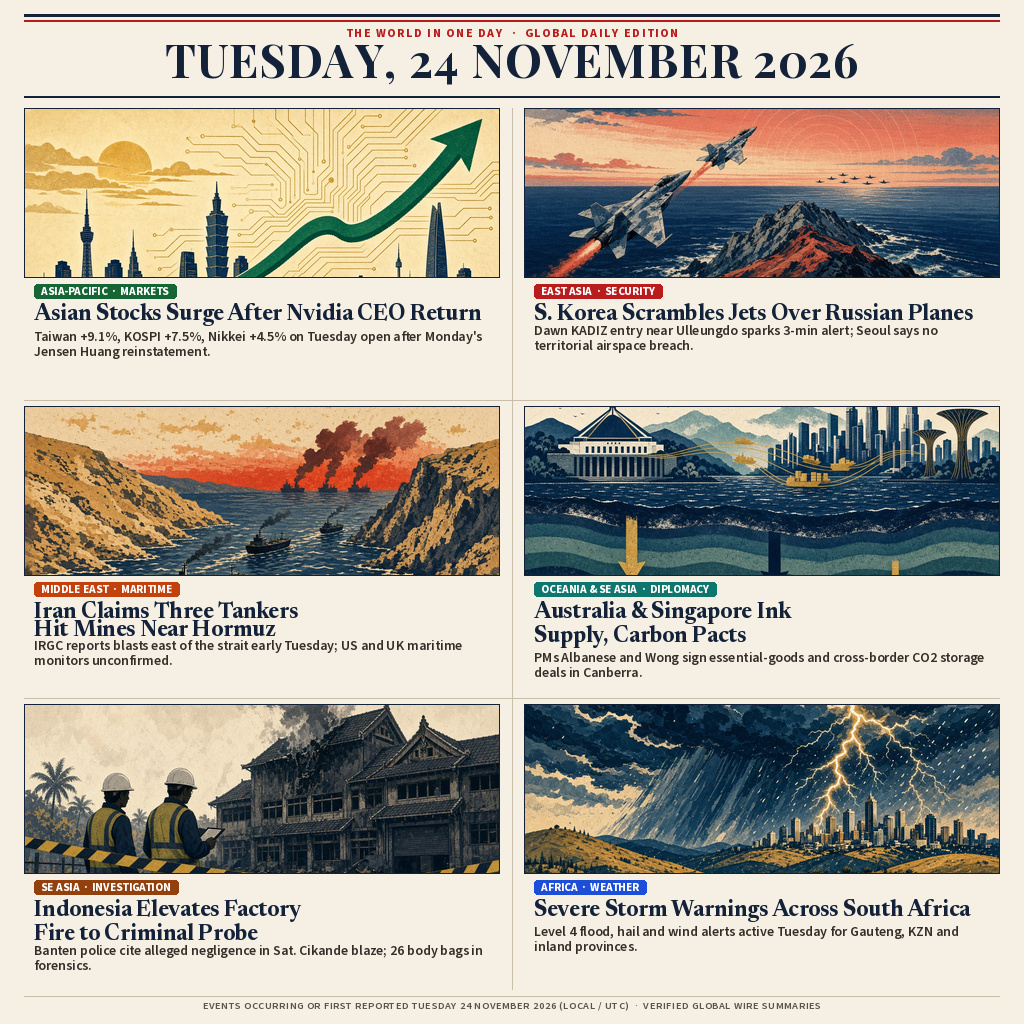 THE WORLD IN ONE DAY · GLOBAL DAILY EDITION
TUESDAY, 24 NOVEMBER 2026
ASIA-PACIFIC · MARKETS
Asian Stocks Surge After Nvidia CEO Return
Taiwan +9.1%, KOSPI +7.5%, Nikkei +4.5% on Tuesday open after Monday's
Jensen Huang reinstatement.
EAST ASIA · SECURITY
S. Korea Scrambles Jets Over Russian Planes
Dawn KADIZ entry near Ulleungdo sparks 3-min alert; Seoul says no
territorial airspace breach.
MIDDLE EAST · MARITIME
Iran Claims Three Tankers
Hit Mines Near Hormuz
IRGC reports blasts east of the strait early Tuesday; US and UK maritime
monitors unconfirmed.
OCEANIA & SE ASIA · DIPLOMACY
Australia & Singapore Ink
Supply, Carbon Pacts
PMs Albanese and Wong sign essential-goods and cross-border CO2 storage
deals in Canberra.
SE ASIA · INVESTIGATION
Indonesia Elevates Factory
Fire to Criminal Probe
Banten police cite alleged negligence in Sat. Cikande blaze; 26 body bags in
forensics.
AFRICA · WEATHER
Severe Storm Warnings Across South Africa
Level 4 flood, hail and wind alerts active Tuesday for Gauteng, KZN and
inland provinces.
EVENTS OCCURRING OR FIRST REPORTED TUESDAY 24 NOVEMBER 2026 (LOCAL / UTC) · VERIFIED GLOBAL WIRE SUMMARIES